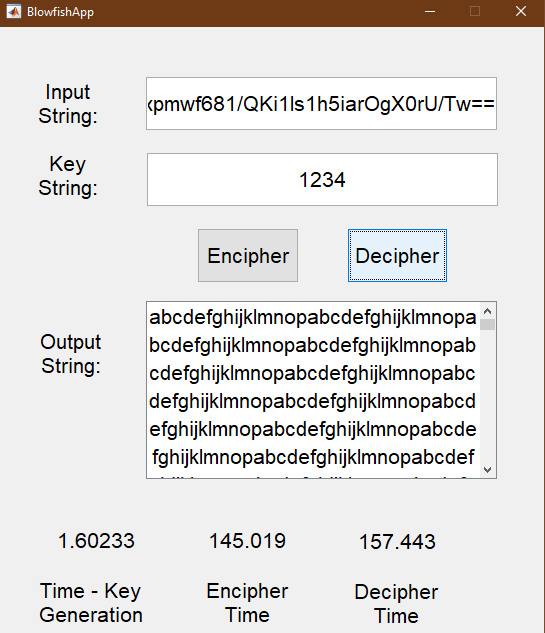 BlowfishApp
Input
String:
xpmwf681/QKi1ls1h5iarOgX0rU/Tw==
Key
String:
1234
Encipher
Decipher
Output
String:
abcdefghijklmnopabcdefghijklmnopa
bcdefghijklmnopabcdefghijklmnopab
cdefghijklmnopabcdefghijklmnopabc
defghijklmnopabcdefghijklmnopabcd
efghijklmnopabcdefghijklmnopabcde
fghijklmnopabcdefghijklmnopabcdef
1.60233
145.019
157.443
Time - Key
Generation
Encipher
Time
Decipher
Time